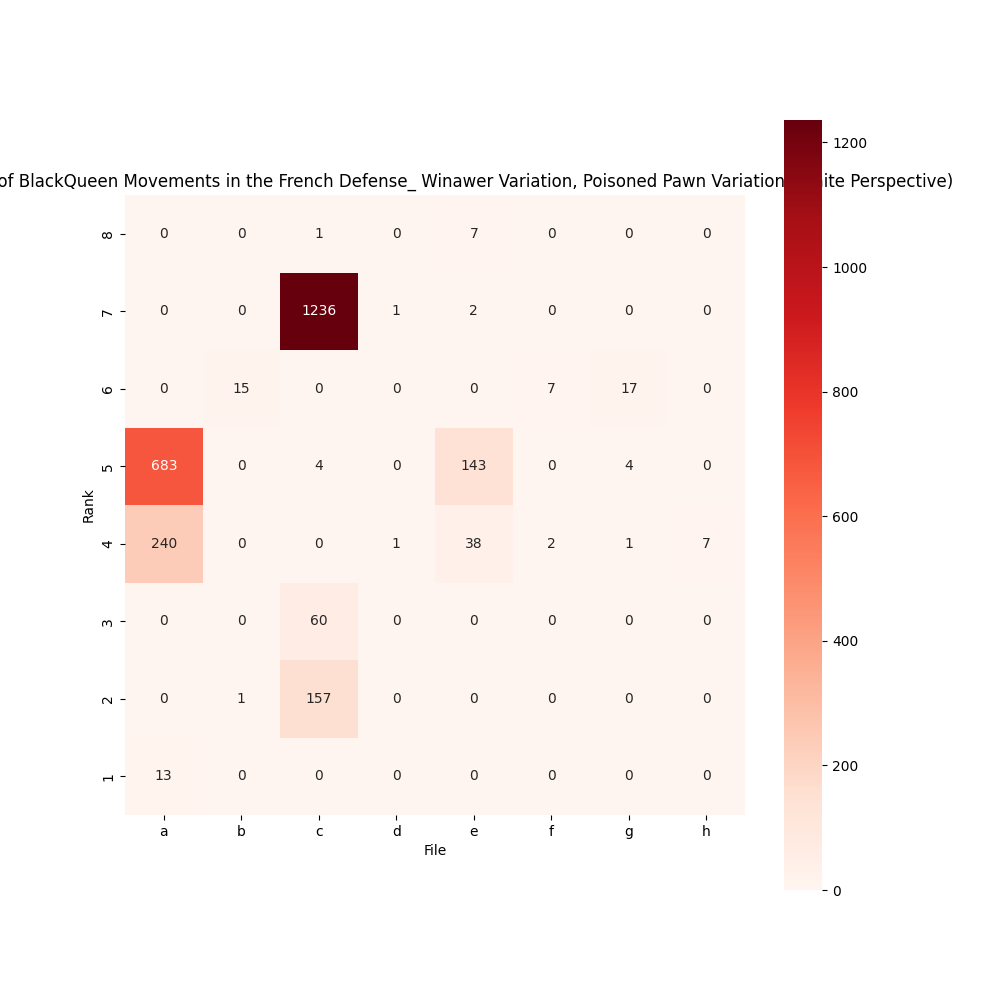 1200
of BlackQueen Movements in the French Defense_ Winawer Variation, Poisoned Pawn Variation Perspective)
8 0 0 1 0 7 0 0 0
7 0 0 1236 1 2 0 0 0
1000
6 0 15 0 0 0 7 17 0
800
5 683 0 4 0 143 0 4 0
Rank
600
4 240 0 0 1 38 2 1 7
3 0 0 60 0 0 0 0 0
400
2 0 1 157 0 0 0 0 0
200
1 13 0 0 0 0 0 0 0
a b c d e f g h
File
0